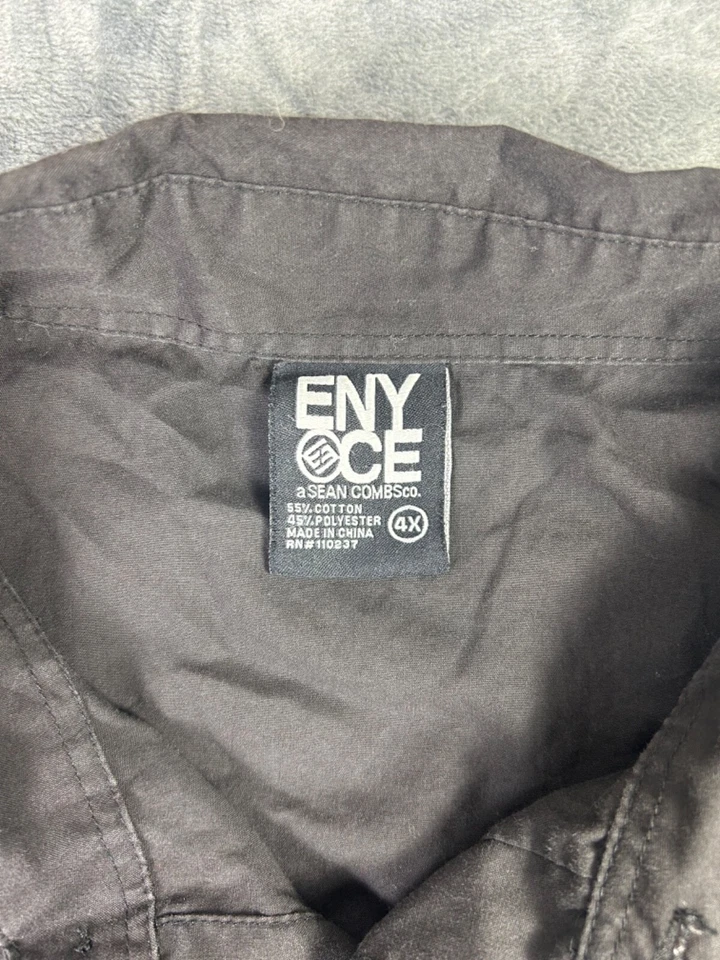 ENY
CE
a SEAN COMBS co.
55% COTTON
45% POLYESTER
MADE IN CHINA
RN#110237
4X